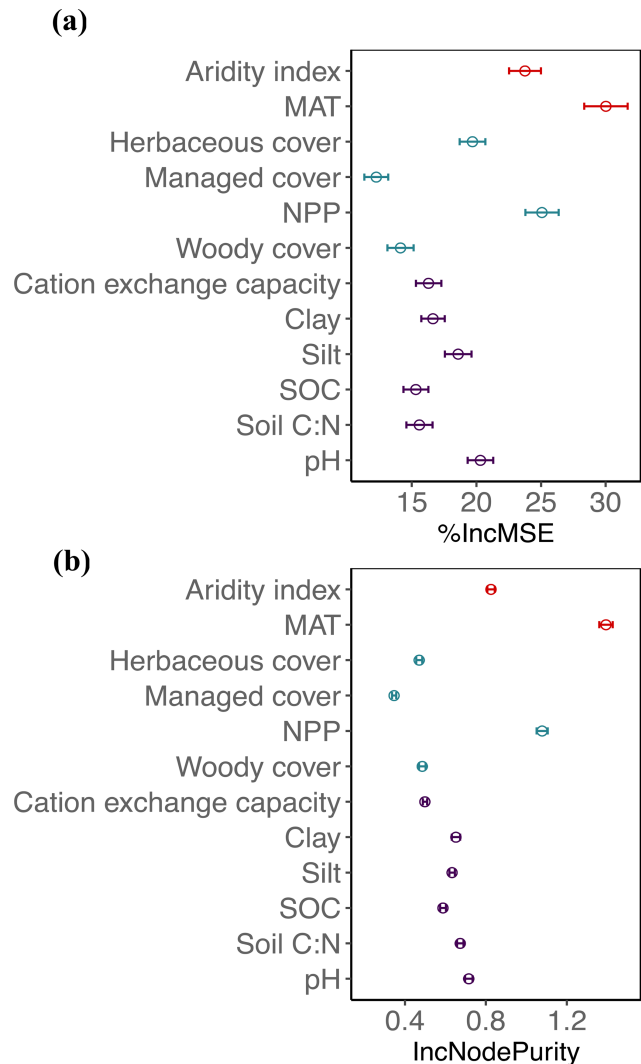 (a)
Aridity index
MAT
Herbaceous cover
Managed cover
NPP
Woody cover
Cation exchange capacity
Clay
Silt
SOC
Soil C:N
pH
15 20 25 30
%IncMSE
(b)
Aridity index
MAT
Herbaceous cover
Managed cover
NPP
Woody cover
Cation exchange capacity
Clay
Silt
SOC
Soil C:N
pH
0.4 0.8 1.2
IncNodePurity